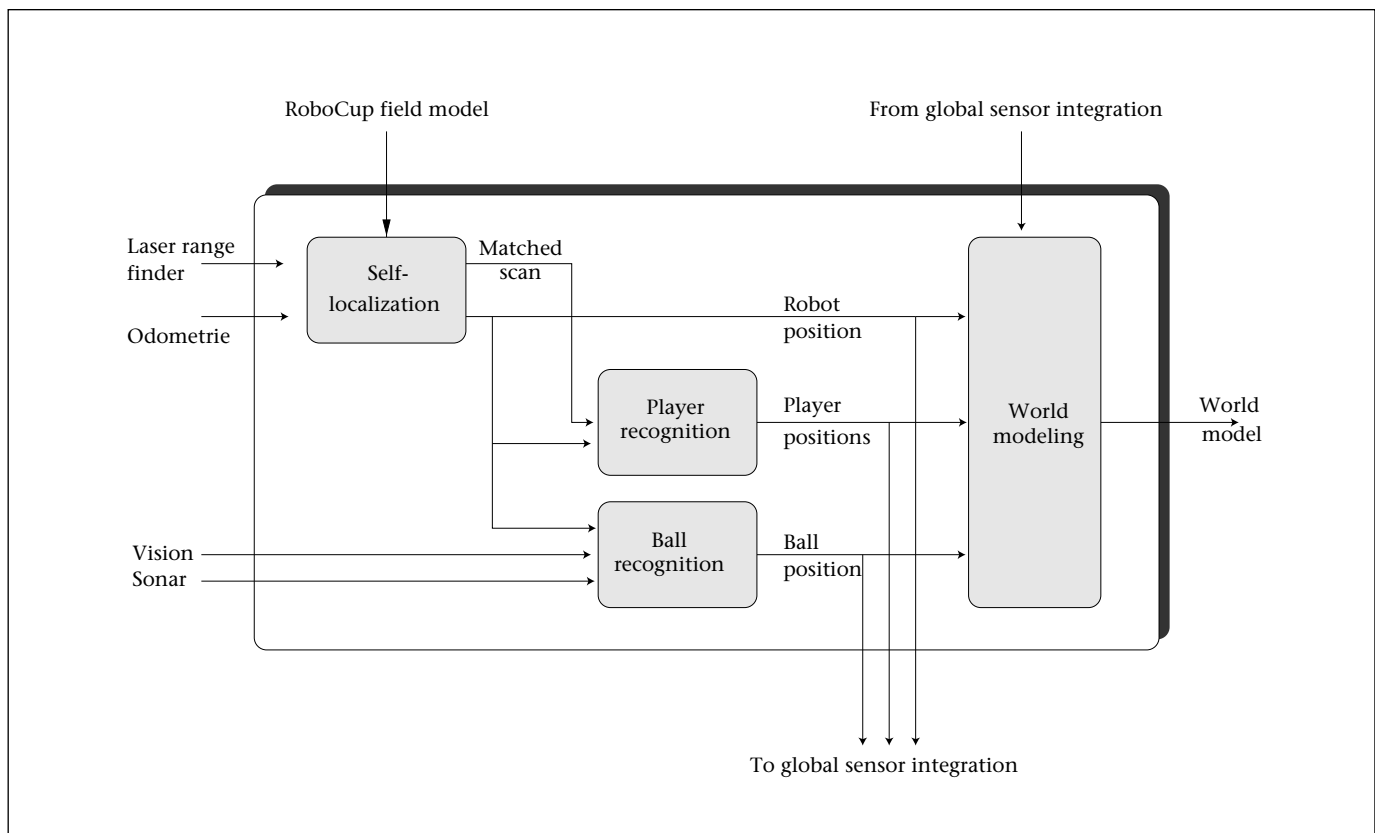 RoboCup field model
From global sensor integration
Laser range
finder
Odometrie
Self-
localization
Matched
scan
Robot
position
Player
recognition
Player
positions
World
modeling
World
model
Vision
Sonar
Ball
recognition
Ball
position
To global sensor integration